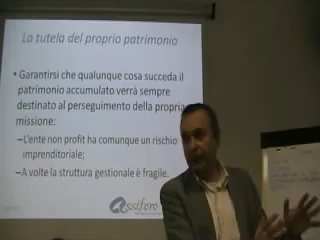 La tutela del proprio patrimonio
• Garantirsi che qualunque cosa succeda il
patrimonio accumulato verrà sempre
destinato al perseguimento della propria
missione:
–L'ente non profit ha comunque un rischio
imprenditoriale;
–A volte la struttura gestionale è fragile.
Assifero